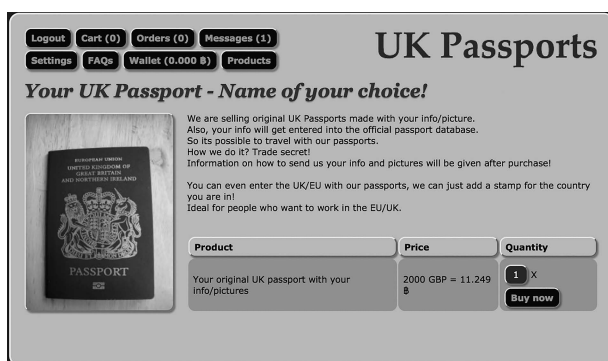 Logout Cart (0) Orders (0) Messages (1)
Settings FAQs Wallet (0.000 ฿) Products
UK Passports
Your UK Passport - Name of your choice!
EUROPEAN UNION
UNITED KINGDOM OF
GREAT BRITAIN
AND NORTHERN IRELAND
PASSPORT
We are selling original UK Passports made with your info/picture.
Also, your info will get entered into the official passport database.
So its possible to travel with our passports.
How we do it? Trade secret!
Information on how to send us your info and pictures will be given after purchase!
You can even enter the UK/EU with our passports, we can just add a stamp for the country
you are in!
Ideal for people who want to work in the EU/UK.
Product Price Quantity
Your original UK passport with your
info/pictures
2000 GBP = 11.249
฿
1 X
Buy now